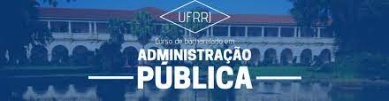 UFRRJ
Curso de bacharelado em
ADMINISTRAÇÃO
PÚBLICA